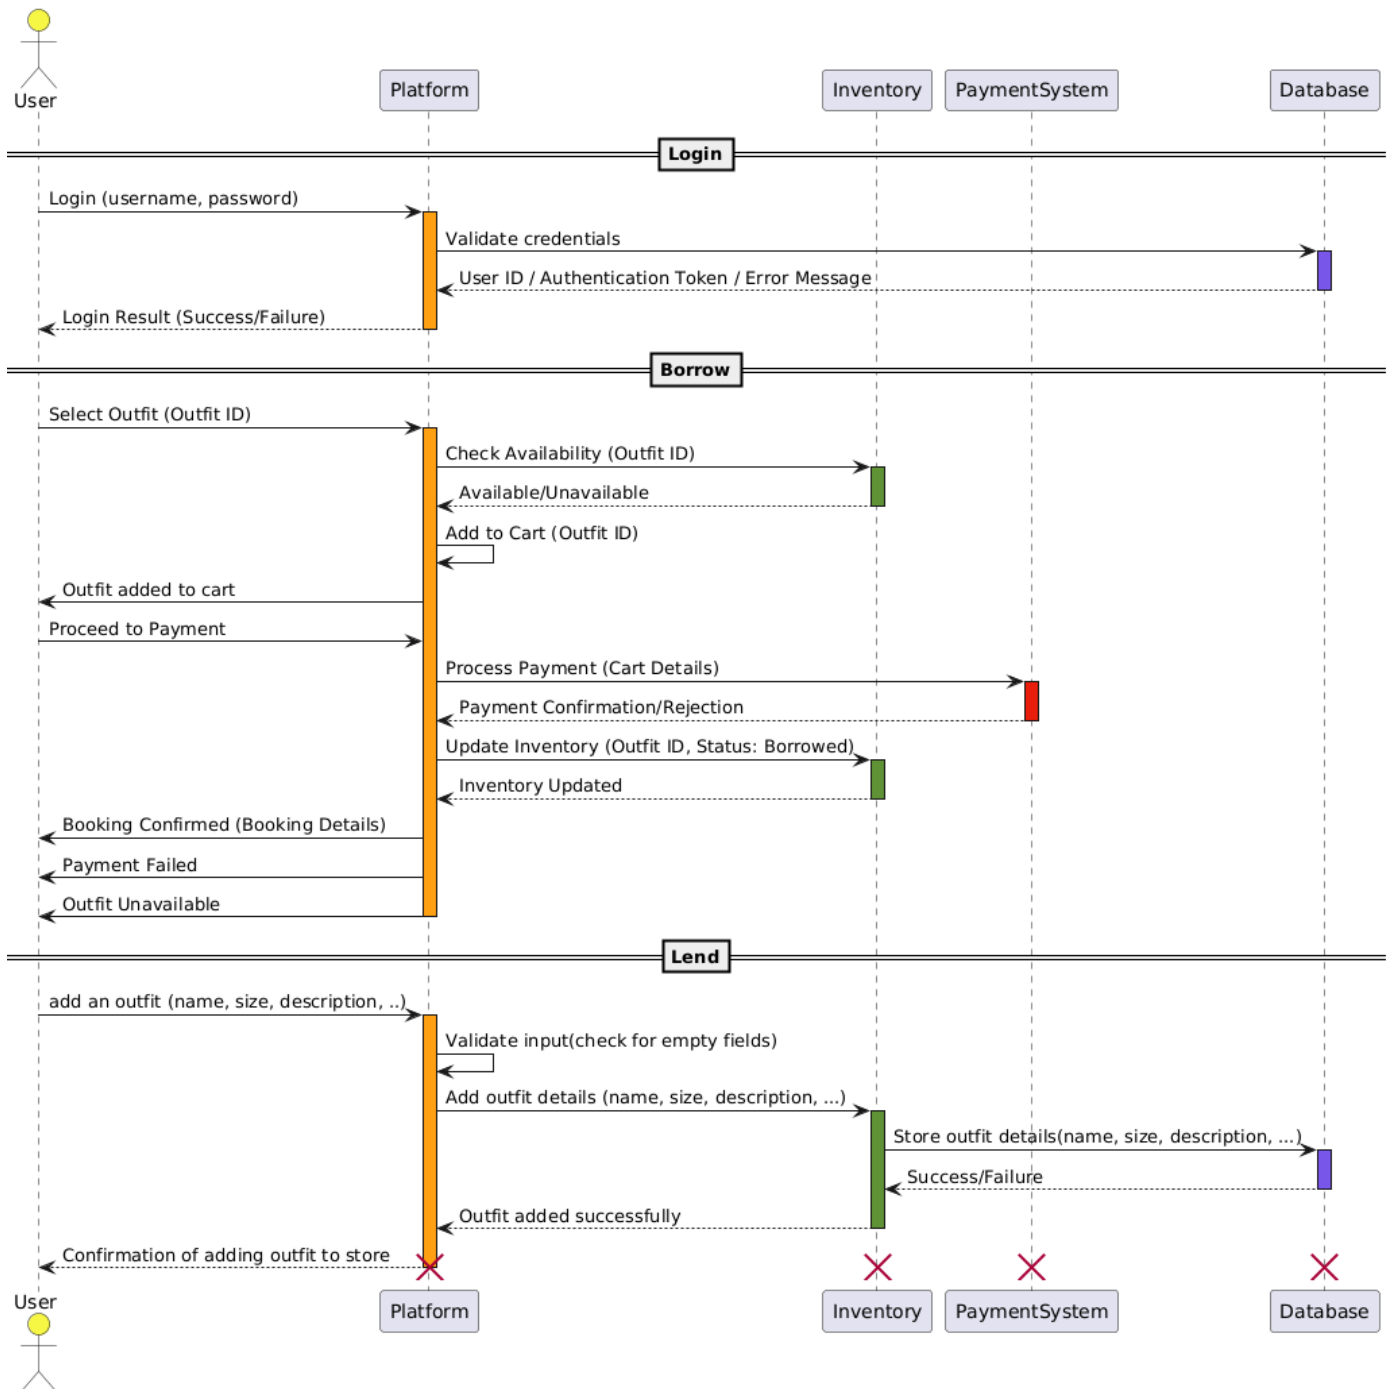 User
Platform
Inventory
PaymentSystem
Database
Login
Login (username, password)
Validate credentials
User ID / Authentication Token / Error Message
Login Result (Success/Failure)
Borrow
Select Outfit (Outfit ID)
Check Availability (Outfit ID)
Available/Unavailable
Add to Cart (Outfit ID)
Outfit added to cart
Proceed to Payment
Process Payment (Cart Details)
Payment Confirmation/Rejection
Update Inventory (Outfit ID, Status: Borrowed)
Inventory Updated
Booking Confirmed (Booking Details)
Payment Failed
Outfit Unavailable
Lend
add an outfit (name, size, description, ..)
Validate input(check for empty fields)
Add outfit details (name, size, description, ...)
Store outfit details(name, size, description, ...)
Success/Failure
Outfit added successfully
Confirmation of adding outfit to store
User
Platform
Inventory
PaymentSystem
Database